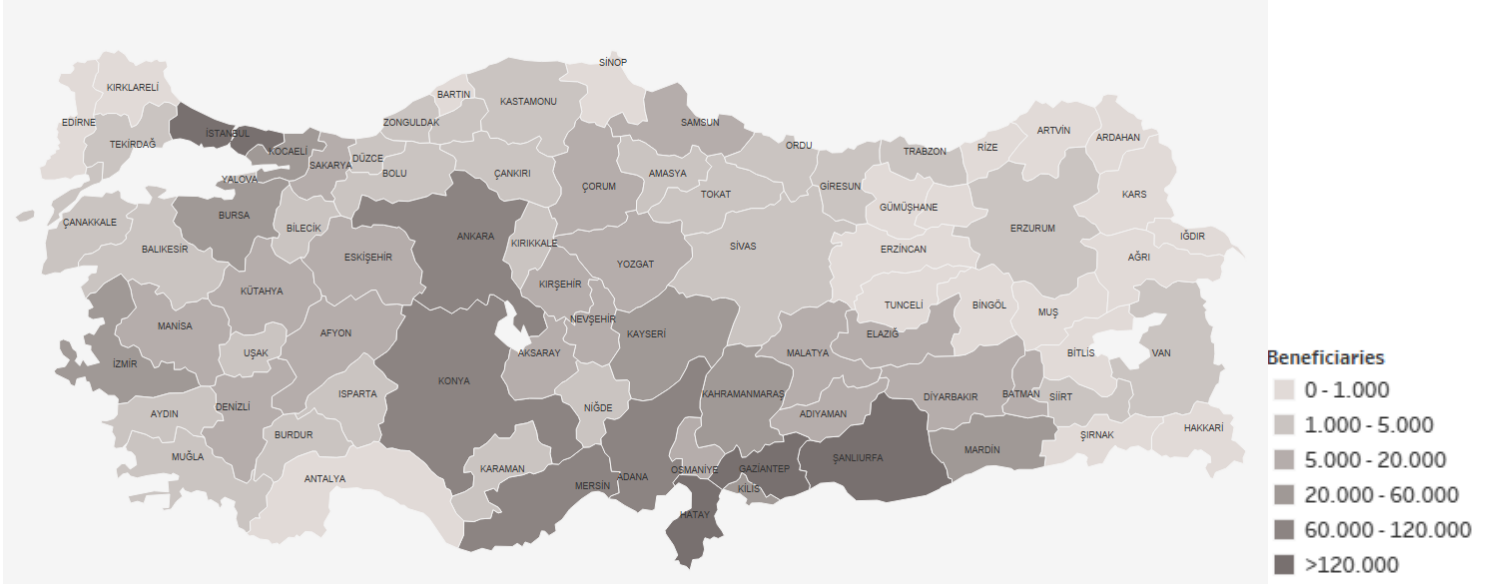 SİNOP
KIRKLARELİ
BARTIN
KASTAMONU
EDİRNE
ZONGULDAK
SAMSUN
İSTANBUL
ARTVİN
ARDAHAN
TEKİRDAĞ
KOCAELİ
DÜZCE
ORDU
TRABZON
RİZE
SAKARYA
BOLU
ÇANKIRI
AMASYA
YALOVA
ÇORUM
TOKAT
GİRESUN
KARS
GÜMÜŞHANE
ÇANAKKALE
BURSA
BİLECİK
ANKARA
KIRIKKALE
ERZURUM
IĞDIR
BALIKESİR
ESKİŞEHİR
SİVAS
ERZİNCAN
AĞRI
YOZGAT
KÜTAHYA
KIRŞEHİR
TUNCELİ
BİNGÖL
MUŞ
MANİSA
AFYON
NEVŞEHİR
KAYSERİ
ELAZIĞ
UŞAK
AKSARAY
MALATYA
BİTLİS
VAN
İZMİR
KONYA
ISPARTA
KAHRAMANMARAŞ
DİYARBAKIR
BATMAN
SİİRT
DENİZLİ
NİĞDE
AYDIN
ADIYAMAN
BURDUR
ŞIRNAK
HAKKARİ
MUĞLA
MARDİN
ŞANLIURFA
KARAMAN
OSMANİYE
GAZİANTEP
ANTALYA
ADANA
MERSİN
KİLİS
HATAY
Beneficiaries
0 - 1.000
1.000 - 5.000
5.000 - 20.000
20.000 - 60.000
60.000 - 120.000
>120.000